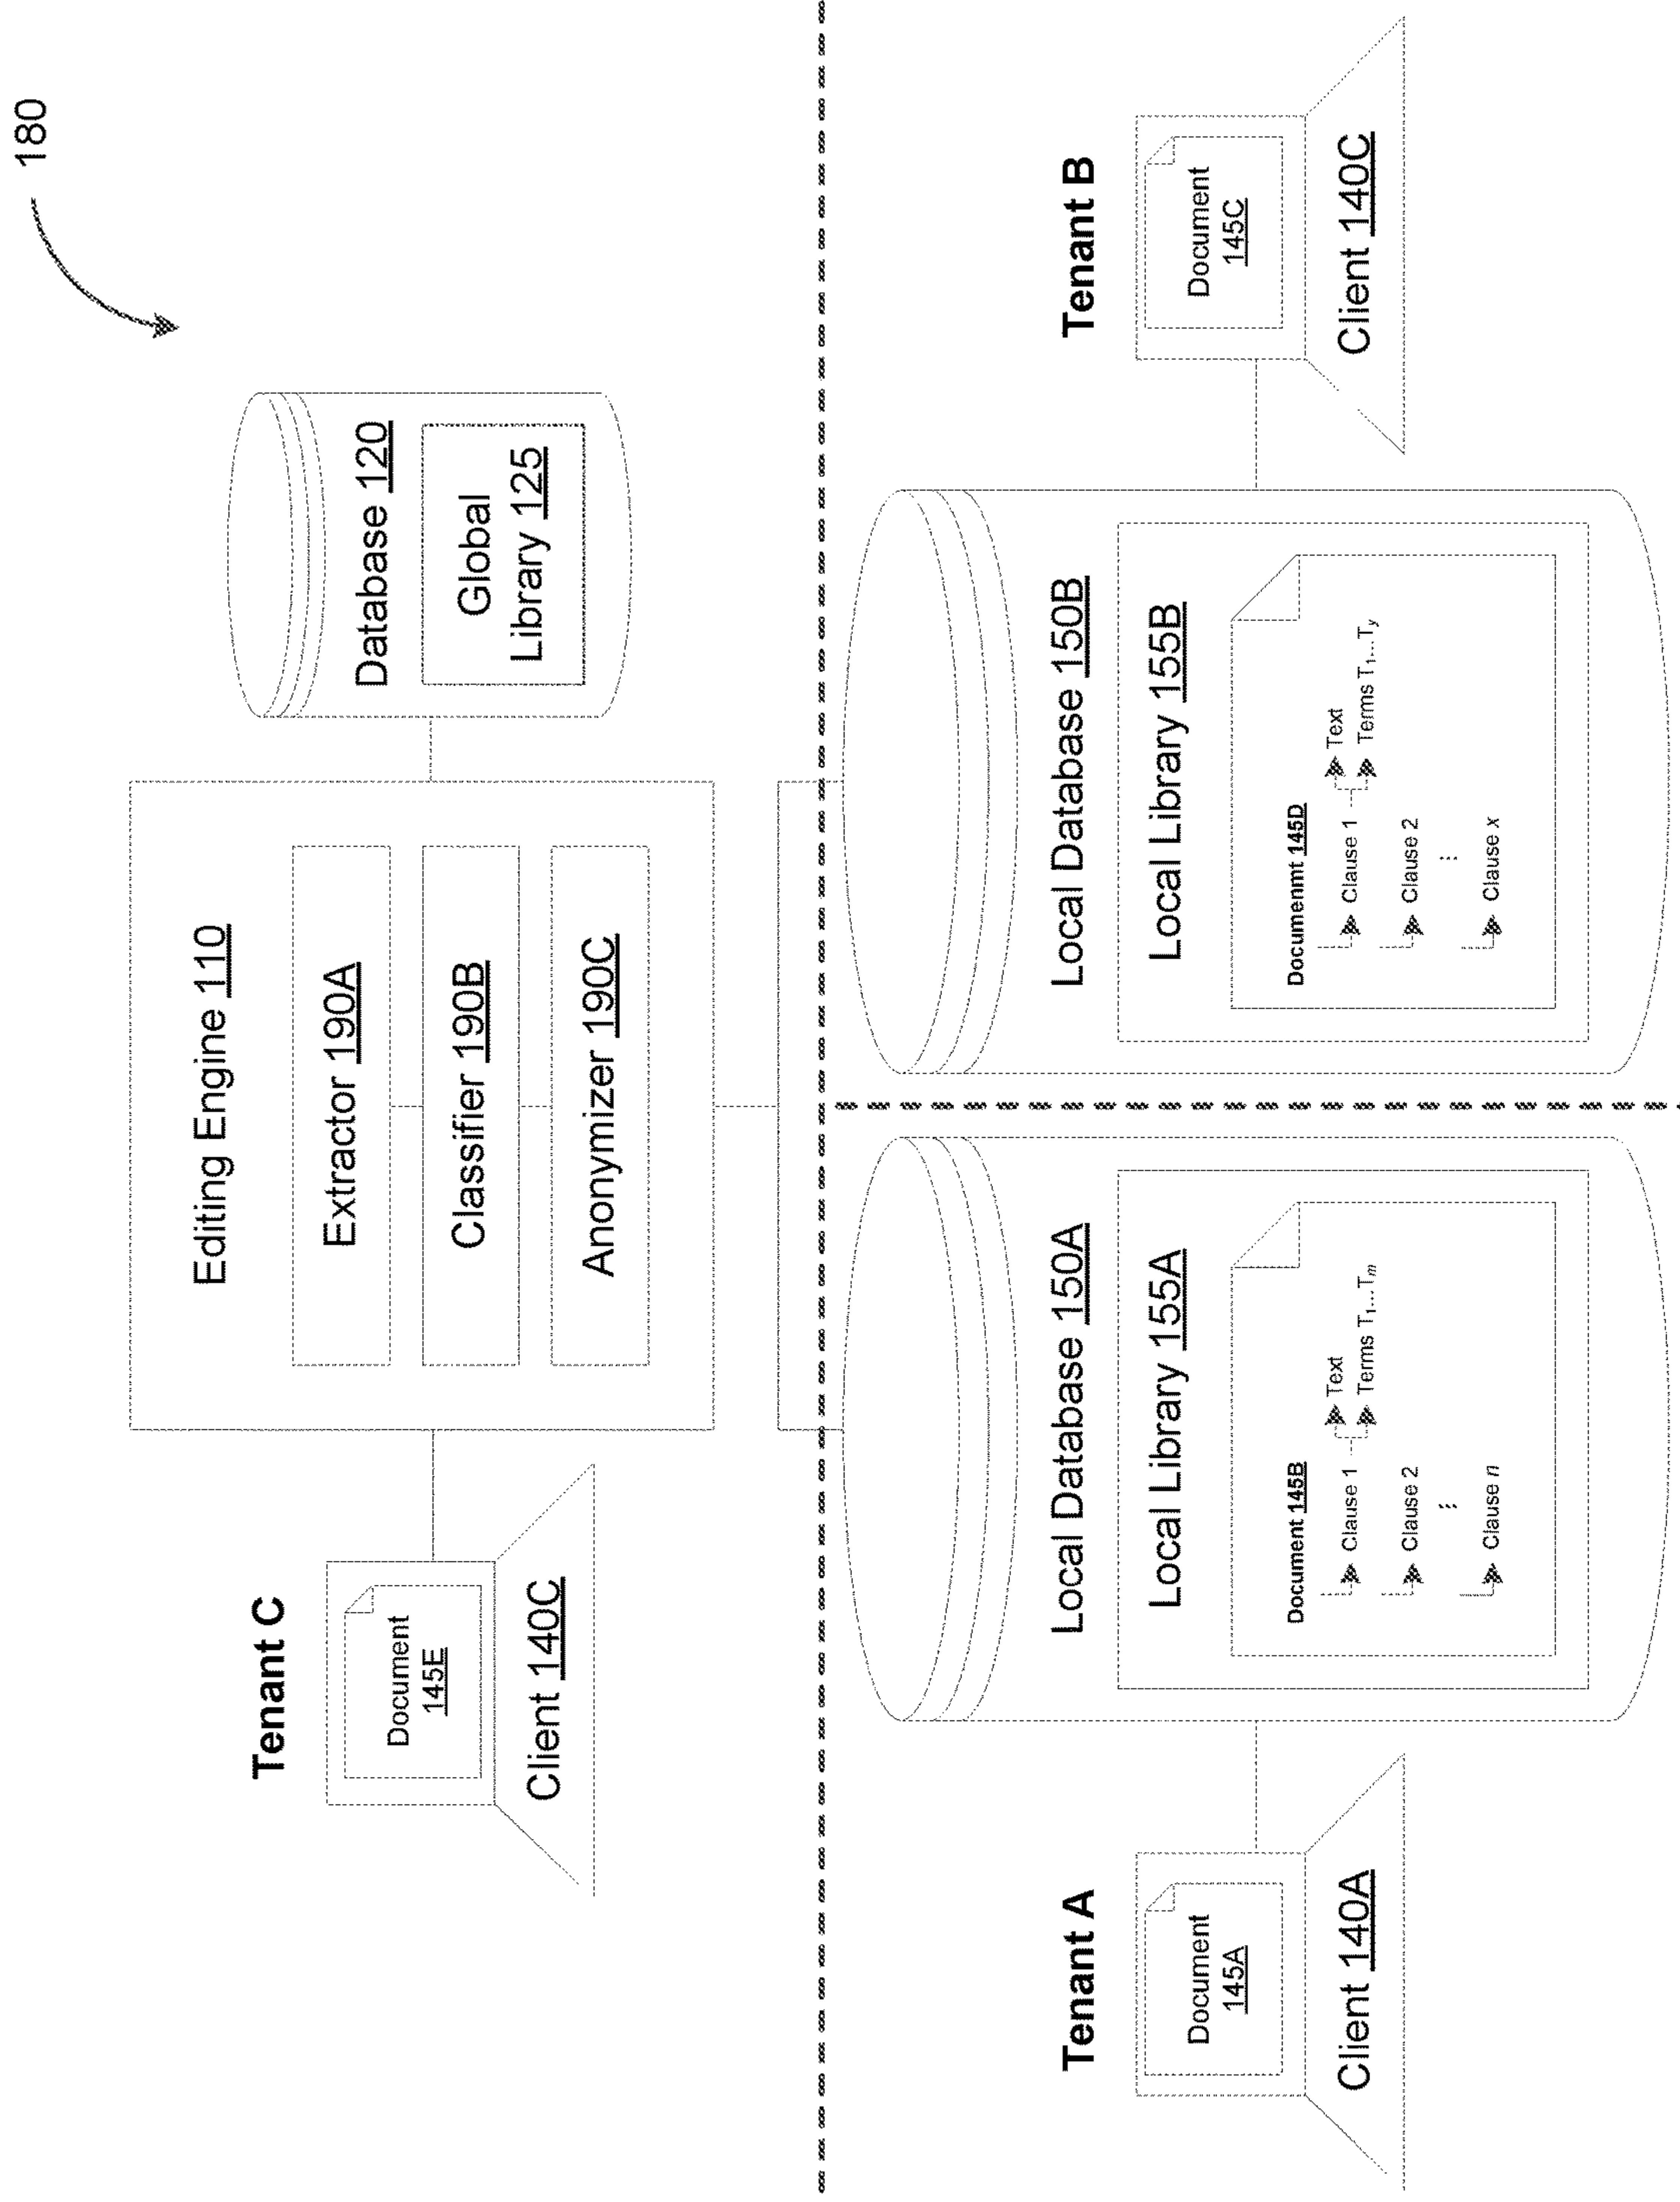 180
Tenant C
Document
145E
Client 140C
Editing Engine 110
Extractor 190A
Classifier 190B
Anonymizer 190C
Database 120
Global
Library 125
Tenant A
Document
145A
Client 140A
Local Database 150A
Local Library 155A
Document 145B
Clause 1
Text
Terms T₁...Tm
Clause 2
...
Clause n
Local Database 150B
Local Library 155B
Documenmt 145D
Clause 1
Text
Terms T₁...Ty
Clause 2
...
Clause x
Tenant B
Document
145C
Client 140C